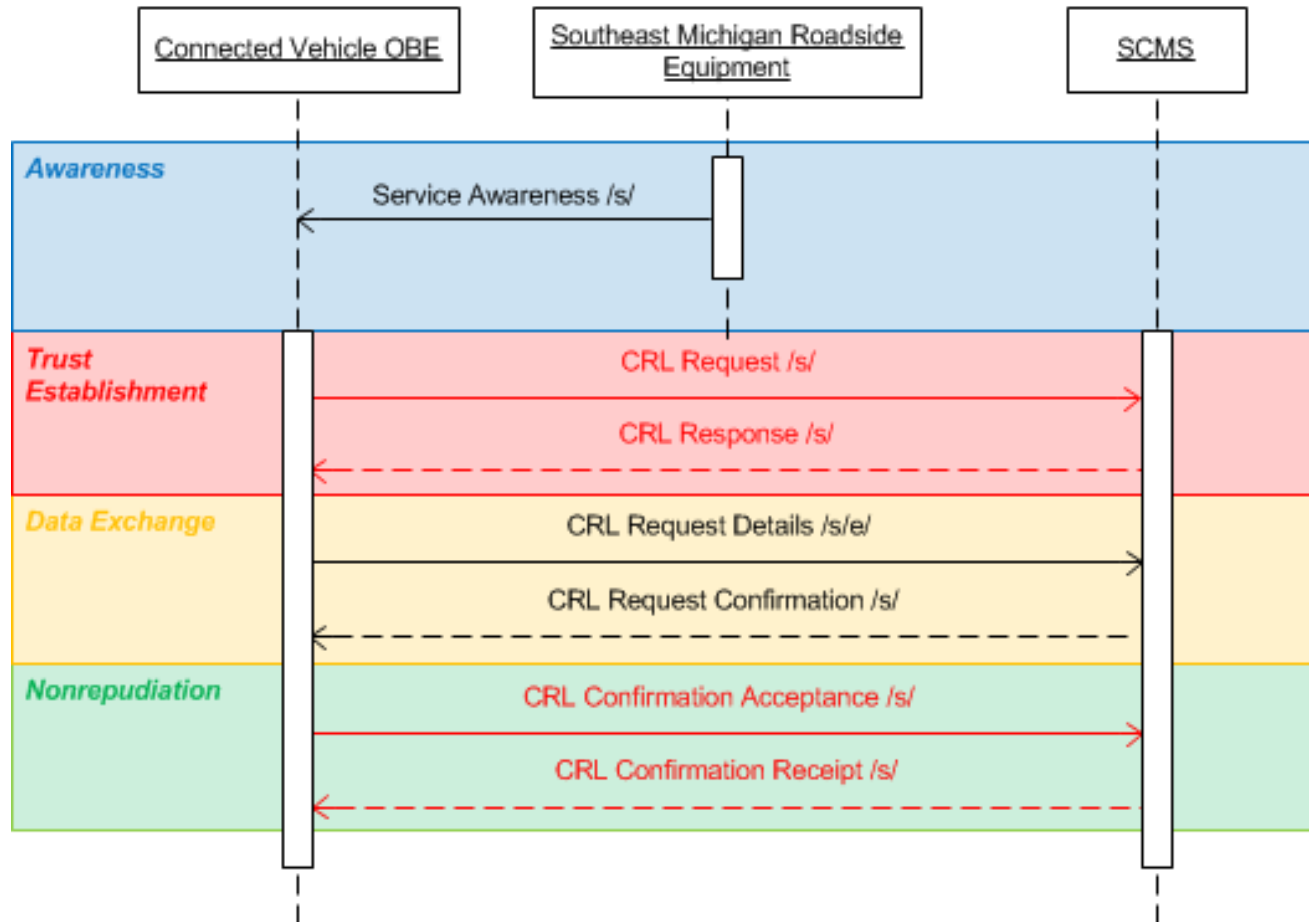 Connected Vehicle OBE
Southeast Michigan Roadside
Equipment
SCMS
Awareness
Service Awareness /s/
Trust
Establishment
CRL Request /s/
CRL Response /s/
Data Exchange
CRL Request Details /s/e/
CRL Request Confirmation /s/
Nonrepudiation
CRL Confirmation Acceptance /s/
CRL Confirmation Receipt /s/